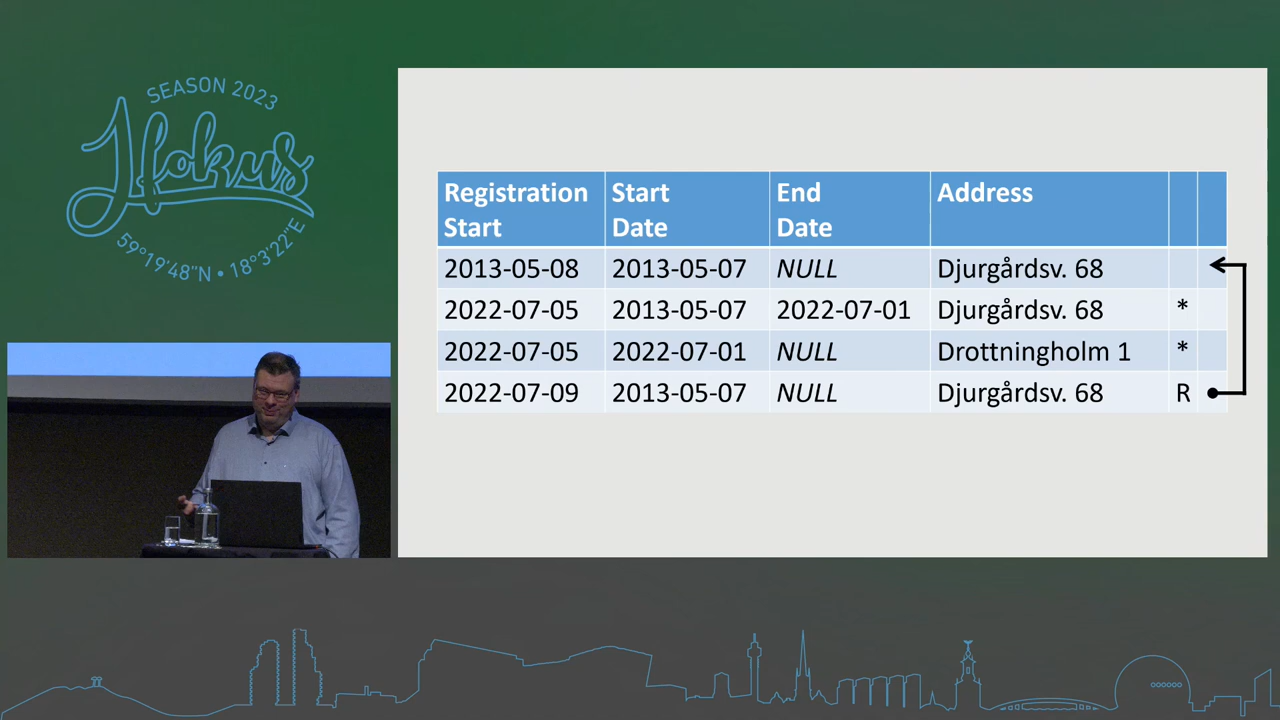 SEASON 2023
Jfokus
59°19'48"N • 18°3'22"E
Registration Start Start Date End Date Address
2013-05-08 2013-05-07 NULL Djurgårdsv. 68
2022-07-05 2013-05-07 2022-07-01 Djurgårdsv. 68 *
2022-07-05 2022-07-01 NULL Drottningholm 1 *
2022-07-09 2013-05-07 NULL Djurgårdsv. 68 R